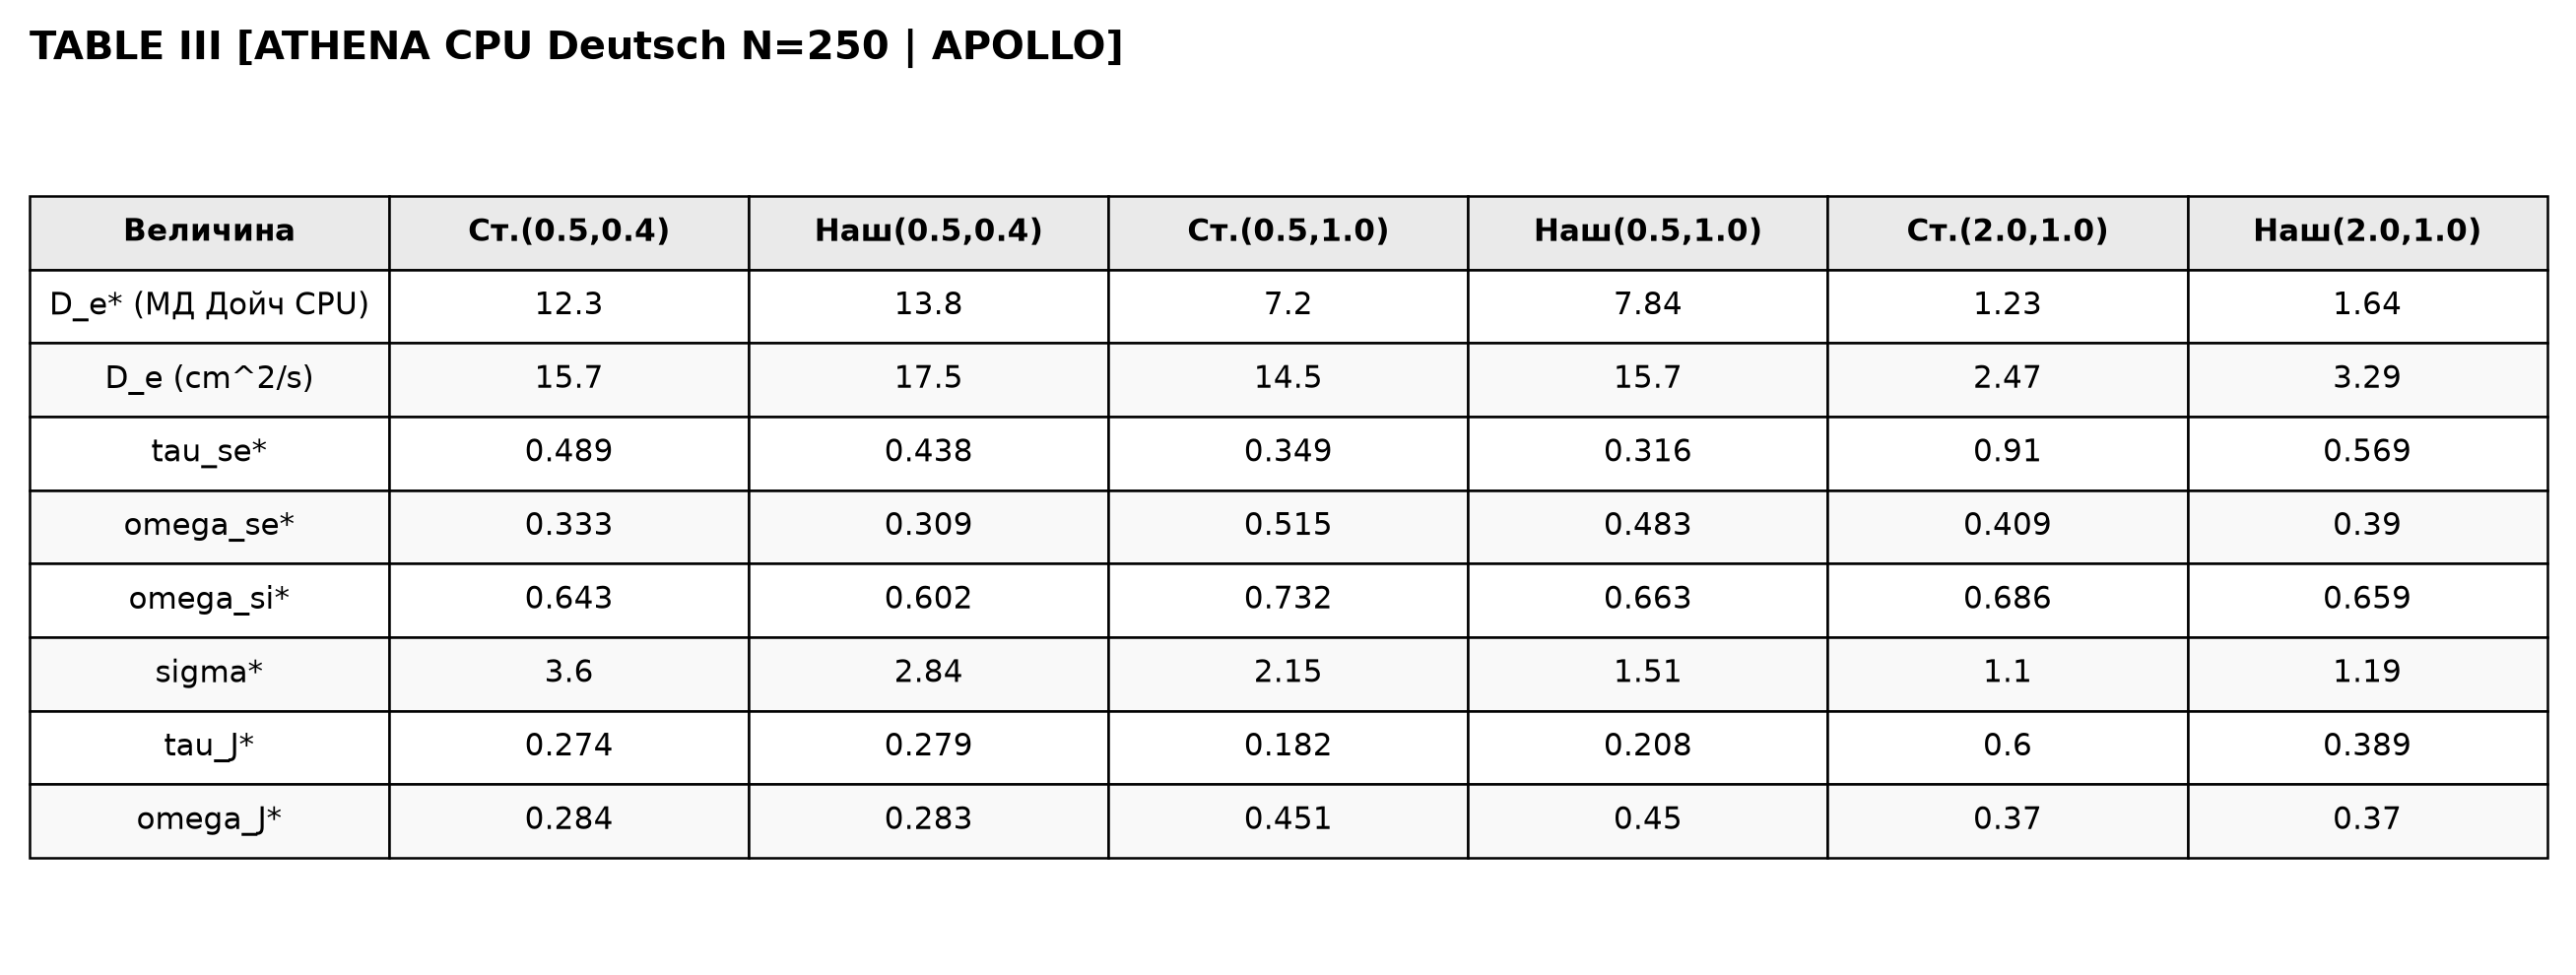 TABLE III [ATHENA CPU Deutsch N=250 | APOLLO]
Величина Ст.(0.5,0.4) Наш(0.5,0.4) Ст.(0.5,1.0) Наш(0.5,1.0) Ст.(2.0,1.0) Наш(2.0,1.0)
D_e* (МД Дойч CPU) 12.3 13.8 7.2 7.84 1.23 1.64
D_e (cm^2/s) 15.7 17.5 14.5 15.7 2.47 3.29
tau_se* 0.489 0.438 0.349 0.316 0.91 0.569
omega_se* 0.333 0.309 0.515 0.483 0.409 0.39
omega_si* 0.643 0.602 0.732 0.663 0.686 0.659
sigma* 3.6 2.84 2.15 1.51 1.1 1.19
tau_J* 0.274 0.279 0.182 0.208 0.6 0.389
omega_J* 0.284 0.283 0.451 0.45 0.37 0.37